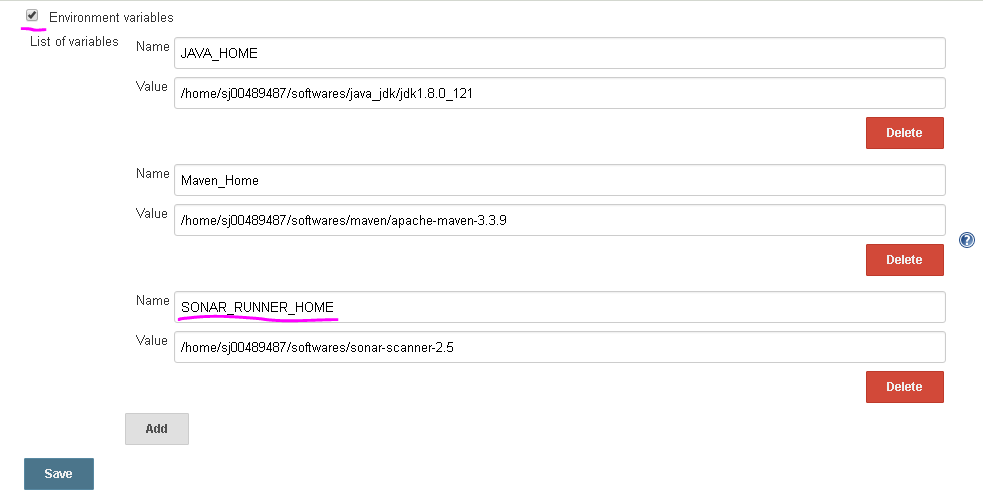 Environment variables
List of variables
Name JAVA_HOME
Value /home/sj00489487/softwares/java_jdk/jdk1.8.0_121
Delete
Name Maven_Home
Value /home/sj00489487/softwares/maven/apache-maven-3.3.9
?
Delete
Name SONAR_RUNNER_HOME
Value /home/sj00489487/softwares/sonar-scanner-2.5
Delete
Add
Save